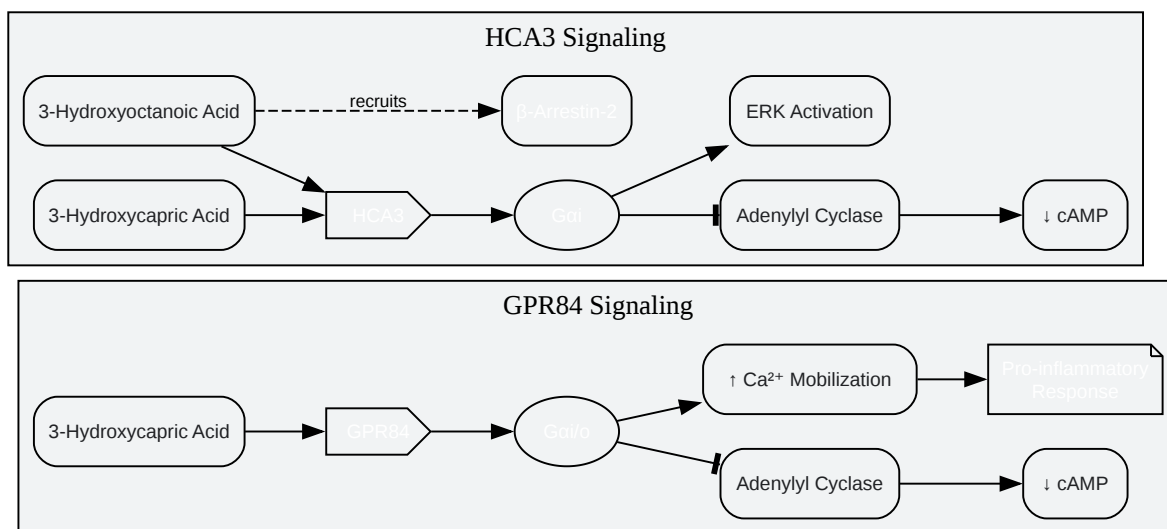 HCA3 Signaling
3-Hydroxyoctanoic Acid
recruits
β-Arrestin-2
ERK Activation
3-Hydroxycapric Acid
HCA3
Gαi
Adenylyl Cyclase
↓ cAMP
GPR84 Signaling
↑ Ca²⁺ Mobilization
Pro-inflammatory
Response
3-Hydroxycapric Acid
GPR84
Gαi/o
Adenylyl Cyclase
↓ cAMP